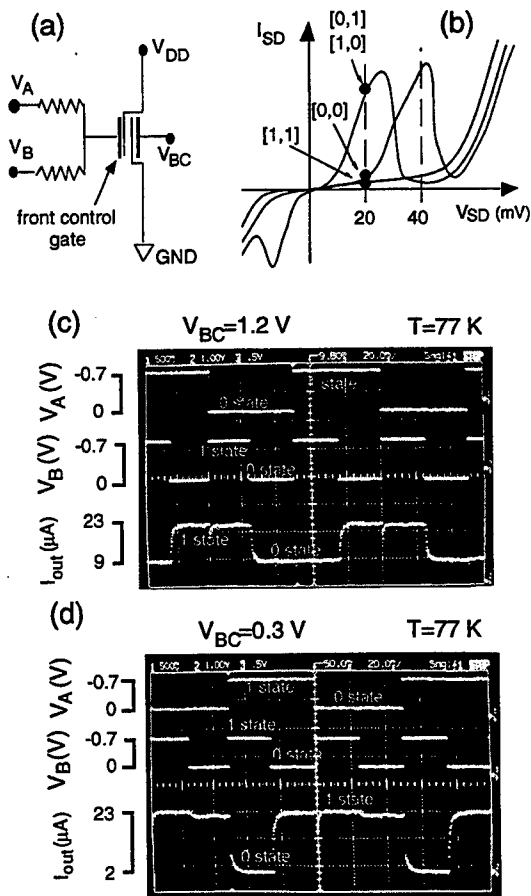 (a)
V_DD
V_A
V_B
V_BC
front control
gate
GND
(b)
I_SD
[0,1]
[1,0]
[0,0]
[1,1]
20 40 V_SD (mV)
(c)
V_BC=1.2 V T=77 K
V_A(V)
-0.7
0
V_B(V)
-0.7
0
I_out(μA)
23
9
state
0 state
1 state
0 state
1 state
0 state
(d)
V_BC=0.3 V T=77 K
V_A(V)
-0.7
0
V_B(V)
-0.7
0
I_out(μA)
23
2
1 state
0 state
1 state
0 state
1 state
0 state